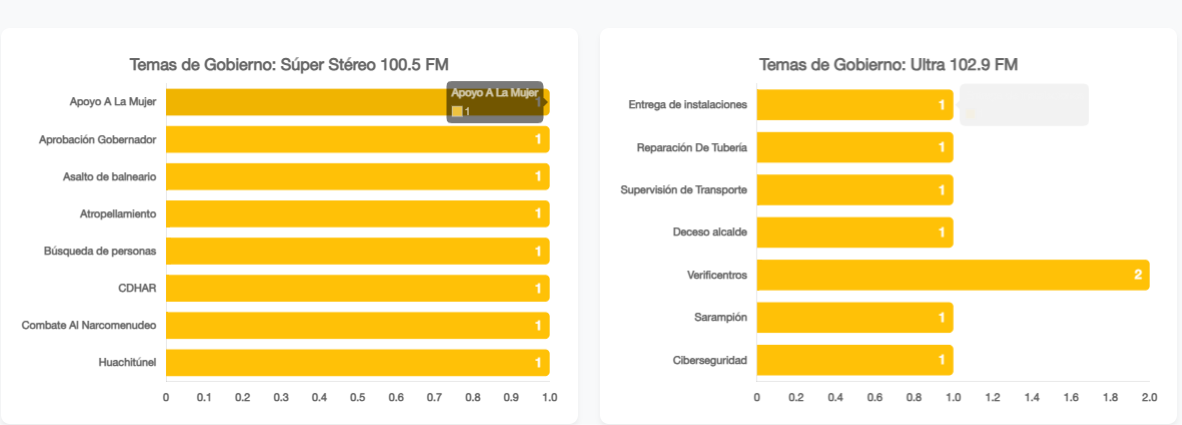 Temas de Gobierno: Súper Stéreo 100.5 FM
Apoyo A La Mujer
1
Apoyo A La Mujer
1
Aprobación Gobernador
1
Asalto de balneario
1
Atropellamiento
1
Búsqueda de personas
1
CDHAR
1
Combate Al Narcomenudeo
1
Huachitúnel
1
0 0.1 0.2 0.3 0.4 0.5 0.6 0.7 0.8 0.9 1.0
Temas de Gobierno: Ultra 102.9 FM
Entrega de instalaciones
1
Reparación De Tubería
1
Supervisión de Transporte
1
Deceso alcalde
1
Verificentros
2
Sarampión
1
Ciberseguridad
1
0 0.2 0.4 0.6 0.8 1.0 1.2 1.4 1.6 1.8 2.0